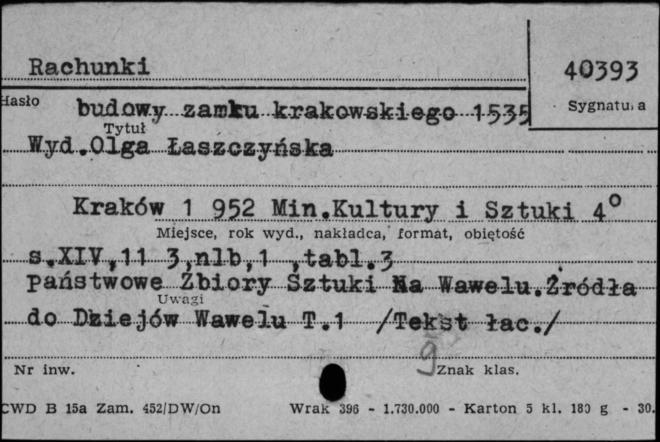 Rachunki
40393
Hasło budowy zamku krakowskiego 1535
Sygnatura
Tytuł
Wyd.Olga Łaszczyńska
Kraków 1 952 Min.Kultury i Sztuki 4°
Miejsce, rok wyd., nakładca, format, objętość
s.XIV,11 3,nlb,1 ,tabl.3
państwowe Zbiory Sztuki Na Wawelu.Źródła
Uwagi
do Dziejów Wawelu T.1 /Tekst łac./
9
Nr inw. Znak klas.
CWD B 15a Zam. 452/DW/On Wrak 396 - 1.730.000 - Karton 5 kl. 180 g - 30.